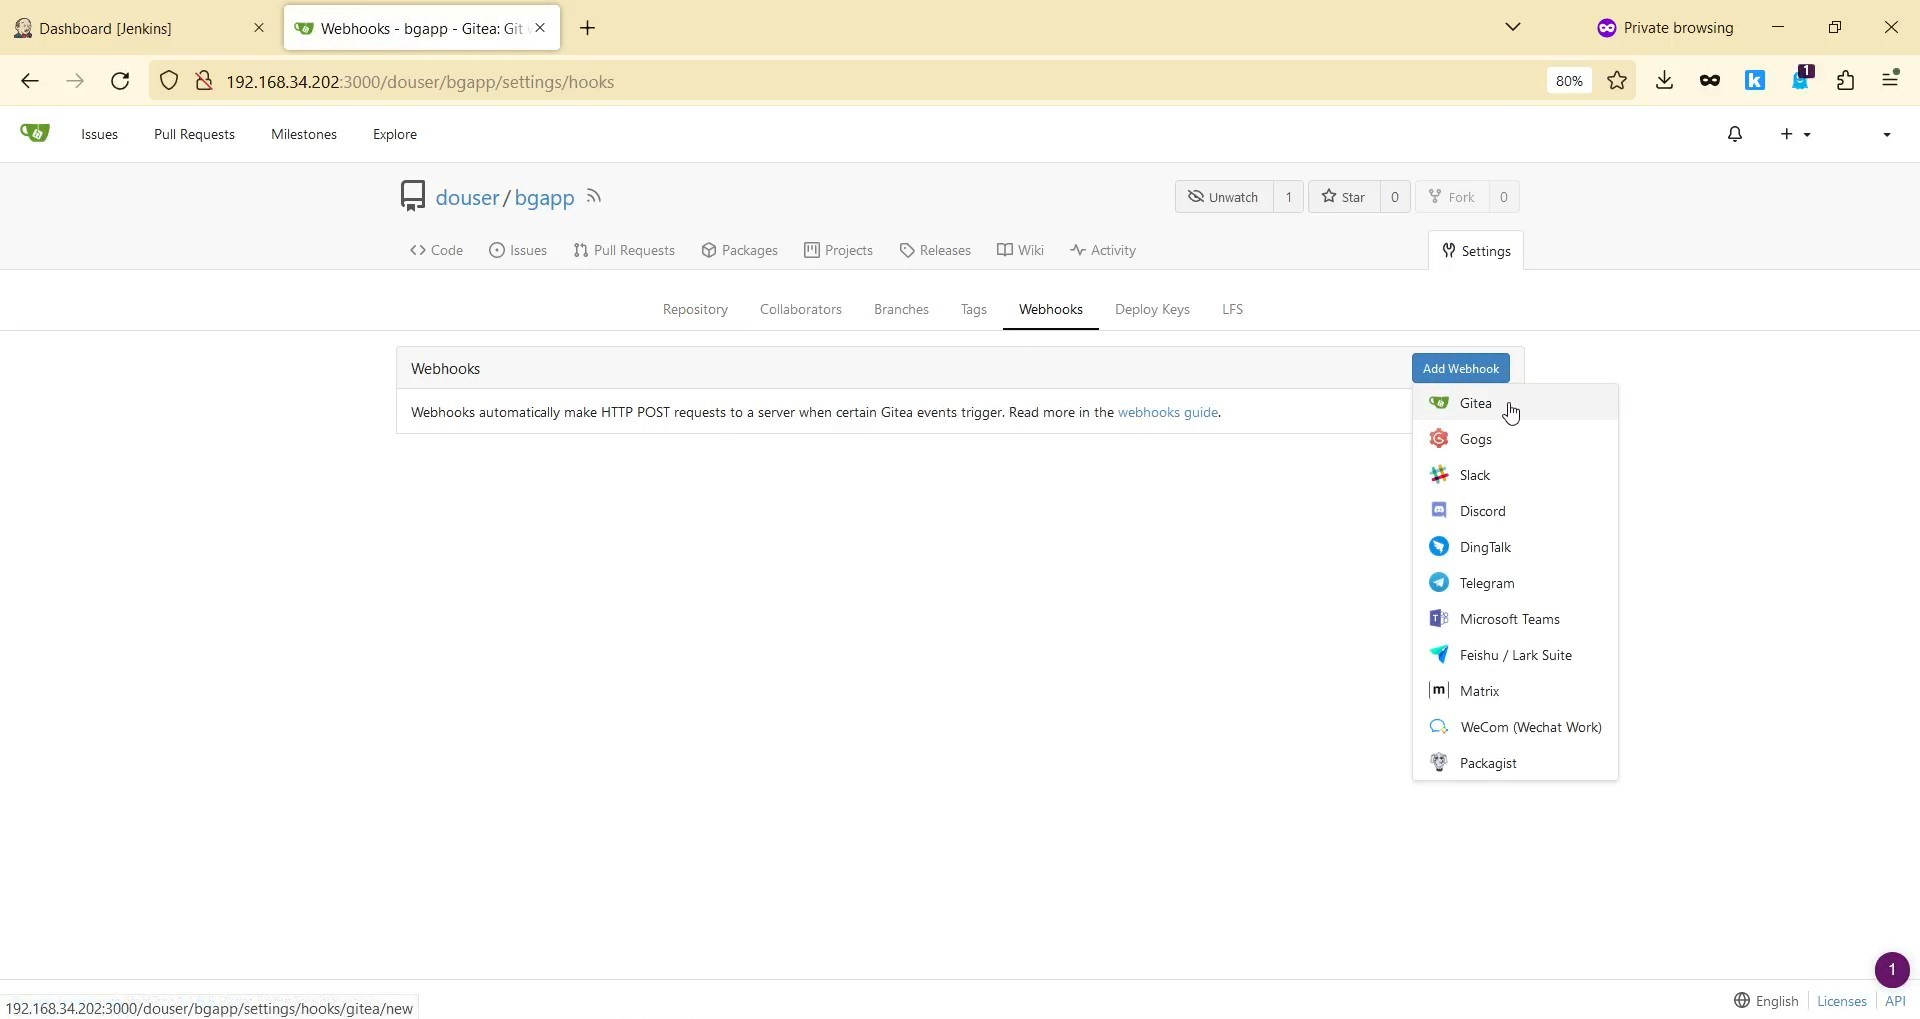 Dashboard [Jenkins]
Webhooks - bgapp - Gitea: Git
Private browsing
192.168.34.202:3000/douser/bgapp/settings/hooks
80%
k
1
Issues
Pull Requests
Milestones
Explore
douser/bgapp
Unwatch
1
Star
0
Fork
0
Code
Issues
Pull Requests
Packages
Projects
Releases
Wiki
Activity
Settings
Repository
Collaborators
Branches
Tags
Webhooks
Deploy Keys
LFS
Webhooks
Add Webhook
Webhooks automatically make HTTP POST requests to a server when certain Gitea events trigger. Read more in the webhooks guide.
Gitea
Gogs
Slack
Discord
DingTalk
Telegram
Microsoft Teams
Feishu / Lark Suite
Matrix
WeCom (Wechat Work)
Packagist
1
192.168.34.202:3000/douser/bgapp/settings/hooks/gitea/new
English
Licenses
API